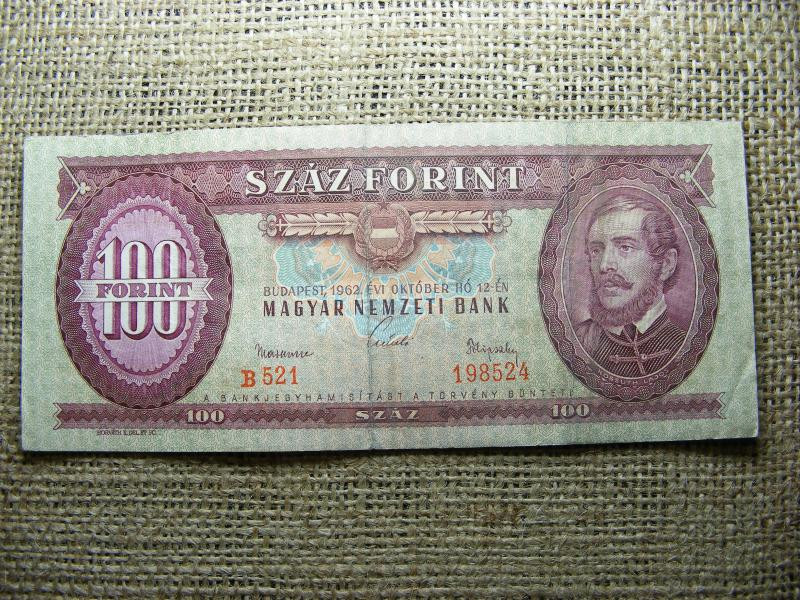 SZÁZ FORINT
100
FORINT
BUDAPEST, 1962. ÉVI OKTÓBER HÓ 12-ÉN
MAGYAR NEMZETI BANK
B 521
198524
A BANKJEGYHAMISÍTÁST A TÖRVÉNY BÜNTETI
100 SZÁZ 100